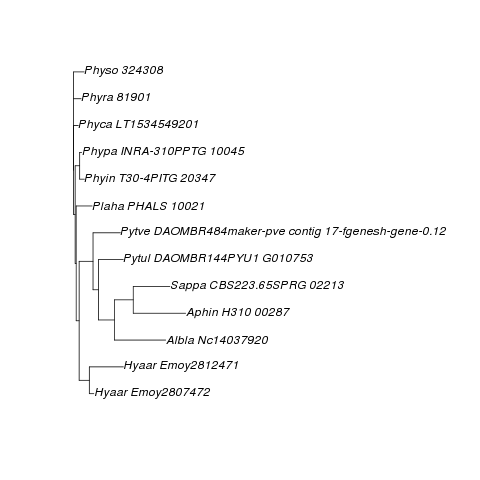 Physo 324308
Phyra 81901
Phyca LT1534549201
Phypa INRA-310PPTG 10045
Phyin T30-4PITG 20347
Plaha PHALS 10021
Pytve DAOMBR484maker-pve contig 17-fgenesh-gene-0.12
Pytul DAOMBR144PYU1 G010753
Sappa CBS223.65SPRG 02213
Aphin H310 00287
Albla Nc14037920
Hyaar Emoy2812471
Hyaar Emoy2807472